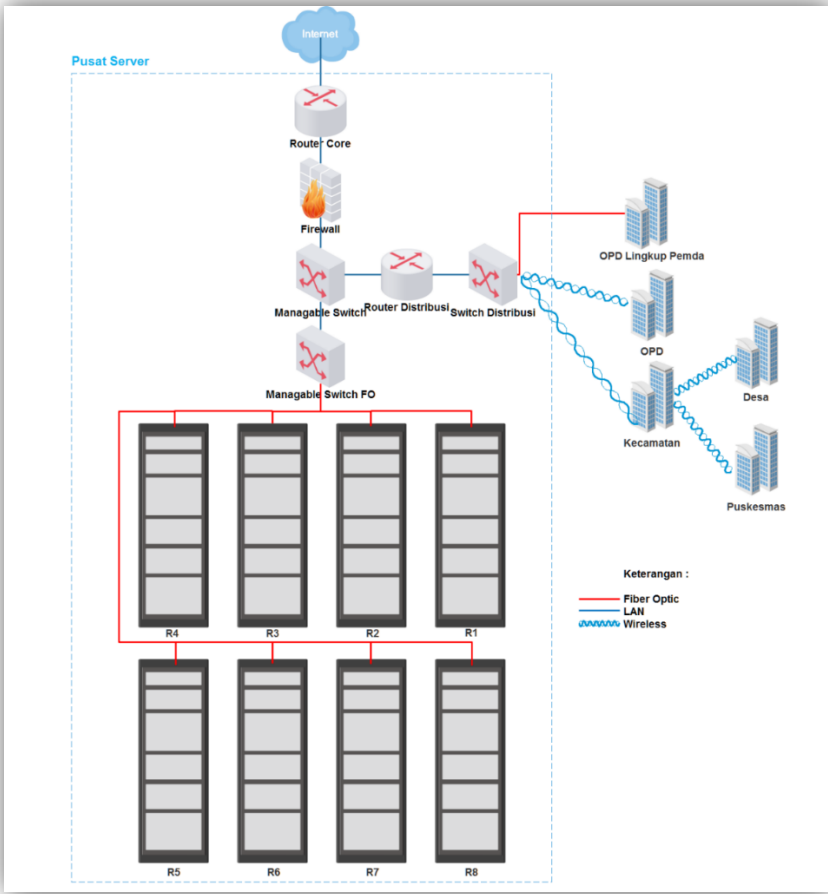 Internet
Pusat Server
Router Core
Firewall
OPD Lingkup Pemda
Managable Switch
Router Distribusi
Switch Distribusi
OPD
Managable Switch FO
Desa
Kecamatan
Puskesmas
Keterangan :
Fiber Optic
LAN
Wireless
R4
R3
R2
R1
R5
R6
R7
R8